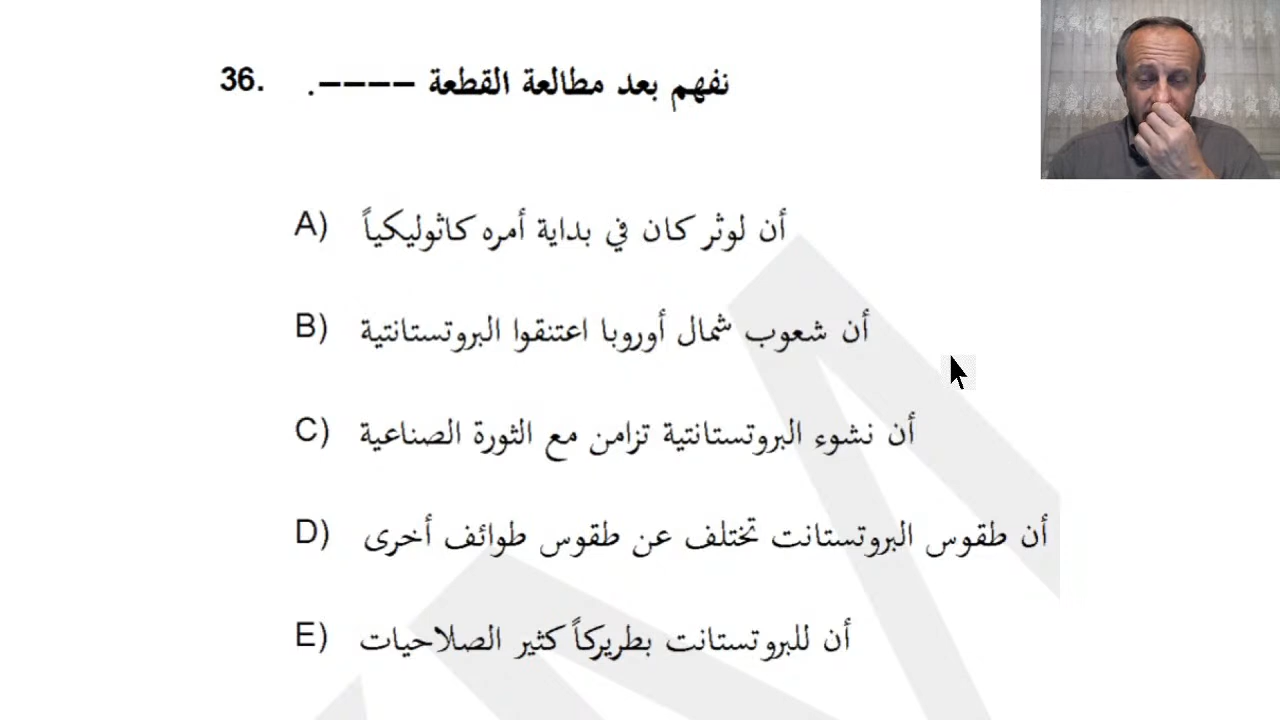 36. نفهم بعد مطالعة القطعة ----.
A) أن لوثر كان في بداية أمره كاثوليكياً
B) أن شعوب شمال أوروبا اعتنقوا البروتستانتية
C) أن نشوء البروتستانتية تزامن مع الثورة الصناعية
D) أن طقوس البروتستانت تختلف عن طقوس طوائف أخرى
E) أن للبروتستانت بطريركاً كثير الصلاحيات